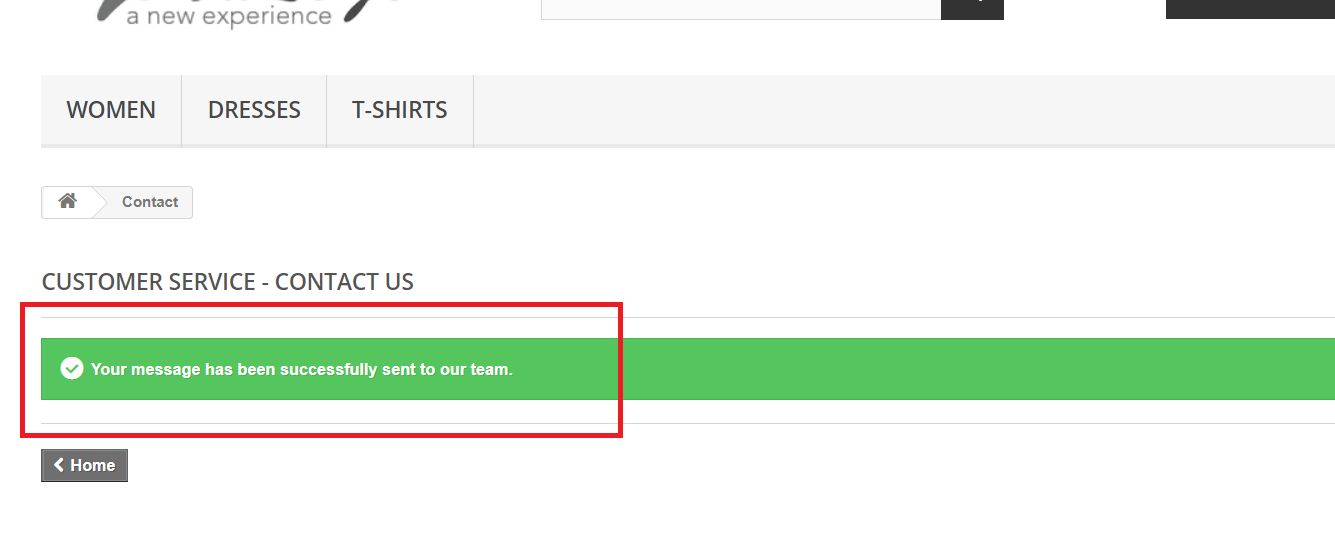 a new experience
WOMEN
DRESSES
T-SHIRTS
Contact
CUSTOMER SERVICE - CONTACT US
Your message has been successfully sent to our team.
Home